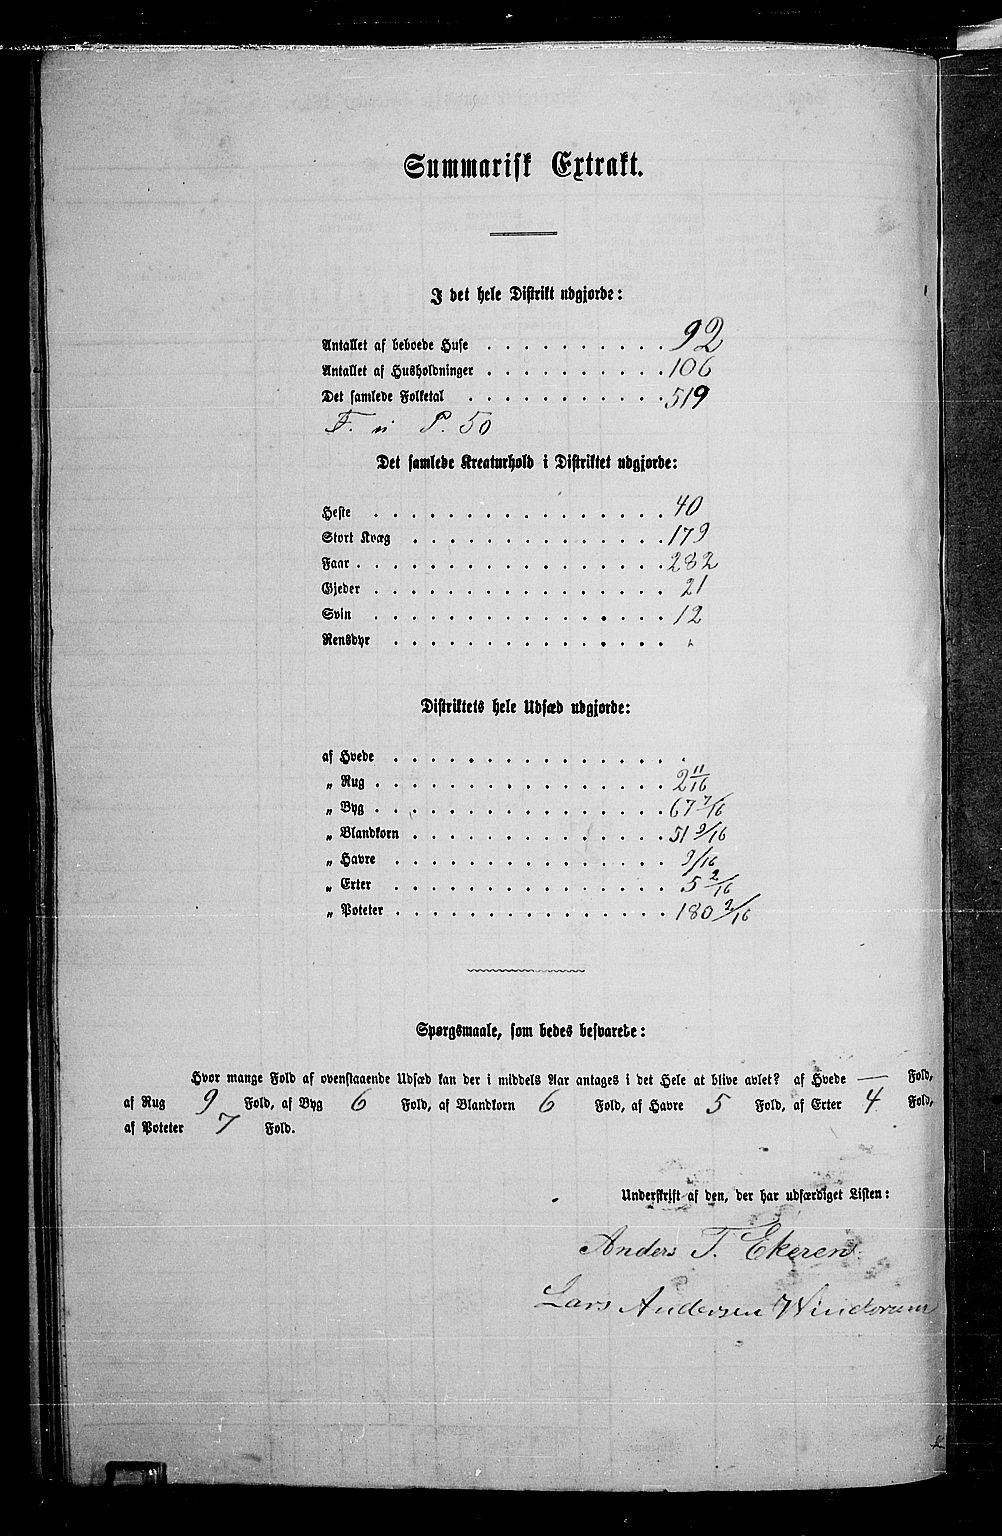 Summarisk Extrakt.
I det hele Distrikt udgjorde:
Antallet af beboede Huse . . . . . . . . . . 92
Antallet af Husholdninger . . . . . . . . . . 106
Det samlede Folketal . . . . . . . . . . . 519
P. 50
Det samlede Kreaturhold i Distriktet udgjorde:
Heste . . . . . . . . . . . . . . . . 40
Stort Kvæg . . . . . . . . . . . . . . 179
Faar . . . . . . . . . . . . . . . . . 282
Gjeder . . . . . . . . . . . . . . . . 21
Svin . . . . . . . . . . . . . . . . 12
Rensdyr . . . . . . . . . . . . . . . "
Distriktets hele Udsæd udgjorde:
af Hvede . . . . . . . . . . . . . . . .
„ Rug . . . . . . . . . . . . . . . . 2 11/16
„ Byg . . . . . . . . . . . . . . . . 67 7/16
„ Blandkorn . . . . . . . . . . . . . . 51 9/16
„ Havre . . . . . . . . . . . . . . . 9/16
„ Erter . . . . . . . . . . . . . . . 5 2/16
„ Poteter . . . . . . . . . . . . . . . 180 2/16
Spørgsmaale, som bedes besvarete:
Hvor mange Fold af ovenstaaende Udsæd kan der i middels Aar antages i det Hele at blive avlet? af Hvede — Fold,
af Rug 9 Fold, af Byg 6 Fold, af Blandkorn 6 Fold, af Havre 5 Fold, af Erter 4 Fold,
af Poteter 7 Fold.
Underskrift af den, der har udfærdiget Listen:
Anders T. Ekeren
Lars Andersen Windorum